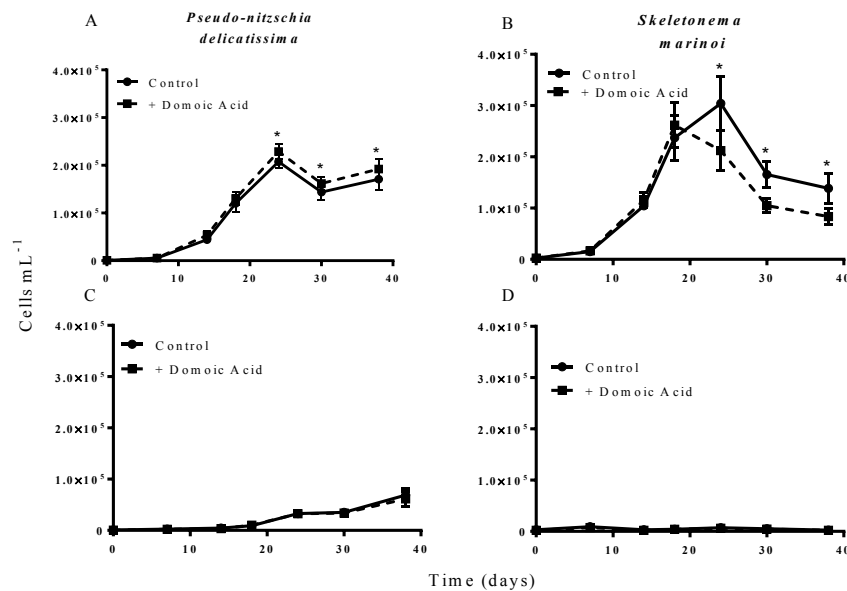 A
Pseudo-nitzschia
delicatissima
B
Skeletonema
marinoi
4.0×10⁵
3.0×10⁵
2.0×10⁵
1.0×10⁵
0
Control
+ Domoic Acid
* * *
0 10 20 30 40
4.0×10⁵
3.0×10⁵
2.0×10⁵
1.0×10⁵
0
Control
+ Domoic Acid
* * *
0 10 20 30 40
Cells mL⁻¹
C
4.0×10⁵
3.0×10⁵
2.0×10⁵
1.0×10⁵
0
Control
+ Domoic Acid
0 10 20 30 40
D
4.0×10⁵
3.0×10⁵
2.0×10⁵
1.0×10⁵
0
Control
+ Domoic Acid
0 10 20 30 40
Time (days)